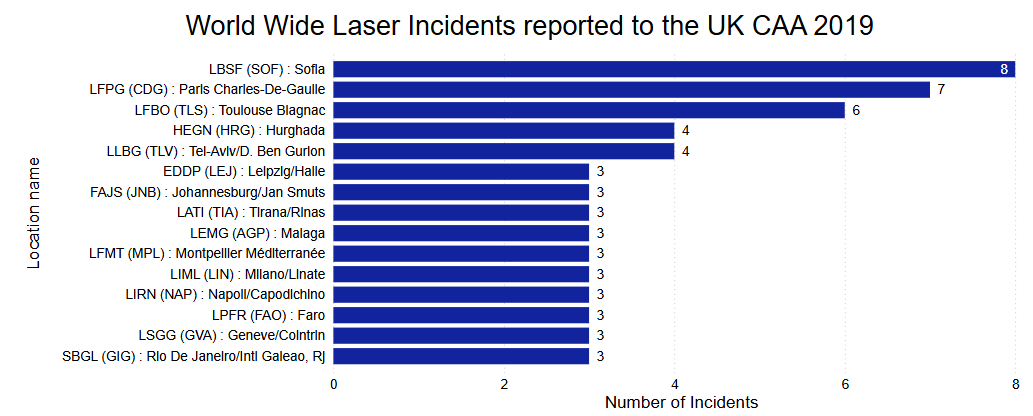 World Wide Laser Incidents reported to the UK CAA 2019
Location name
LBSF (SOF) : Sofia 8
LFPG (CDG) : Paris Charles-De-Gaulle 7
LFBO (TLS) : Toulouse Blagnac 6
HEGN (HRG) : Hurghada 4
LLBG (TLV) : Tel-Aviv/D. Ben Gurion 4
EDDP (LEJ) : Leipzig/Halle 3
FAJS (JNB) : Johannesburg/Jan Smuts 3
LATI (TIA) : Tirana/Rinas 3
LEMG (AGP) : Malaga 3
LFMT (MPL) : Montpellier Méditerranée 3
LIML (LIN) : Milano/Linate 3
LIRN (NAP) : Napoli/Capodichino 3
LPFR (FAO) : Faro 3
LSGG (GVA) : Geneve/Cointrin 3
SBGL (GIG) : Rio De Janeiro/Intl Galeao, RJ 3
0 2 4 6 8
Number of Incidents